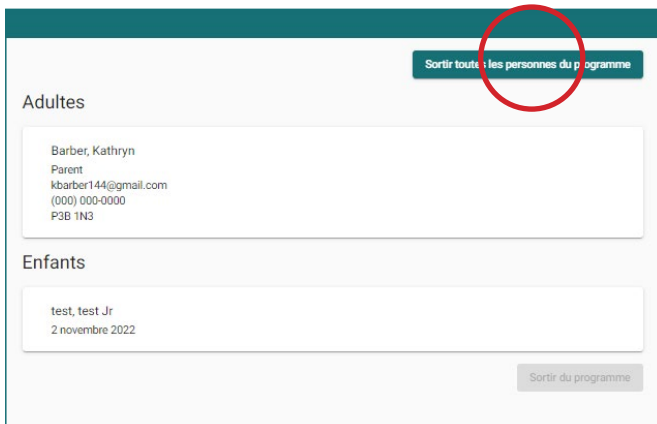 Sortir toutes les personnes du programme
Adultes
Barber, Kathryn
Parent
kbarber144@gmail.com
(000) 000-0000
P3B 1N3
Enfants
test, test Jr
2 novembre 2022
Sortir du programme